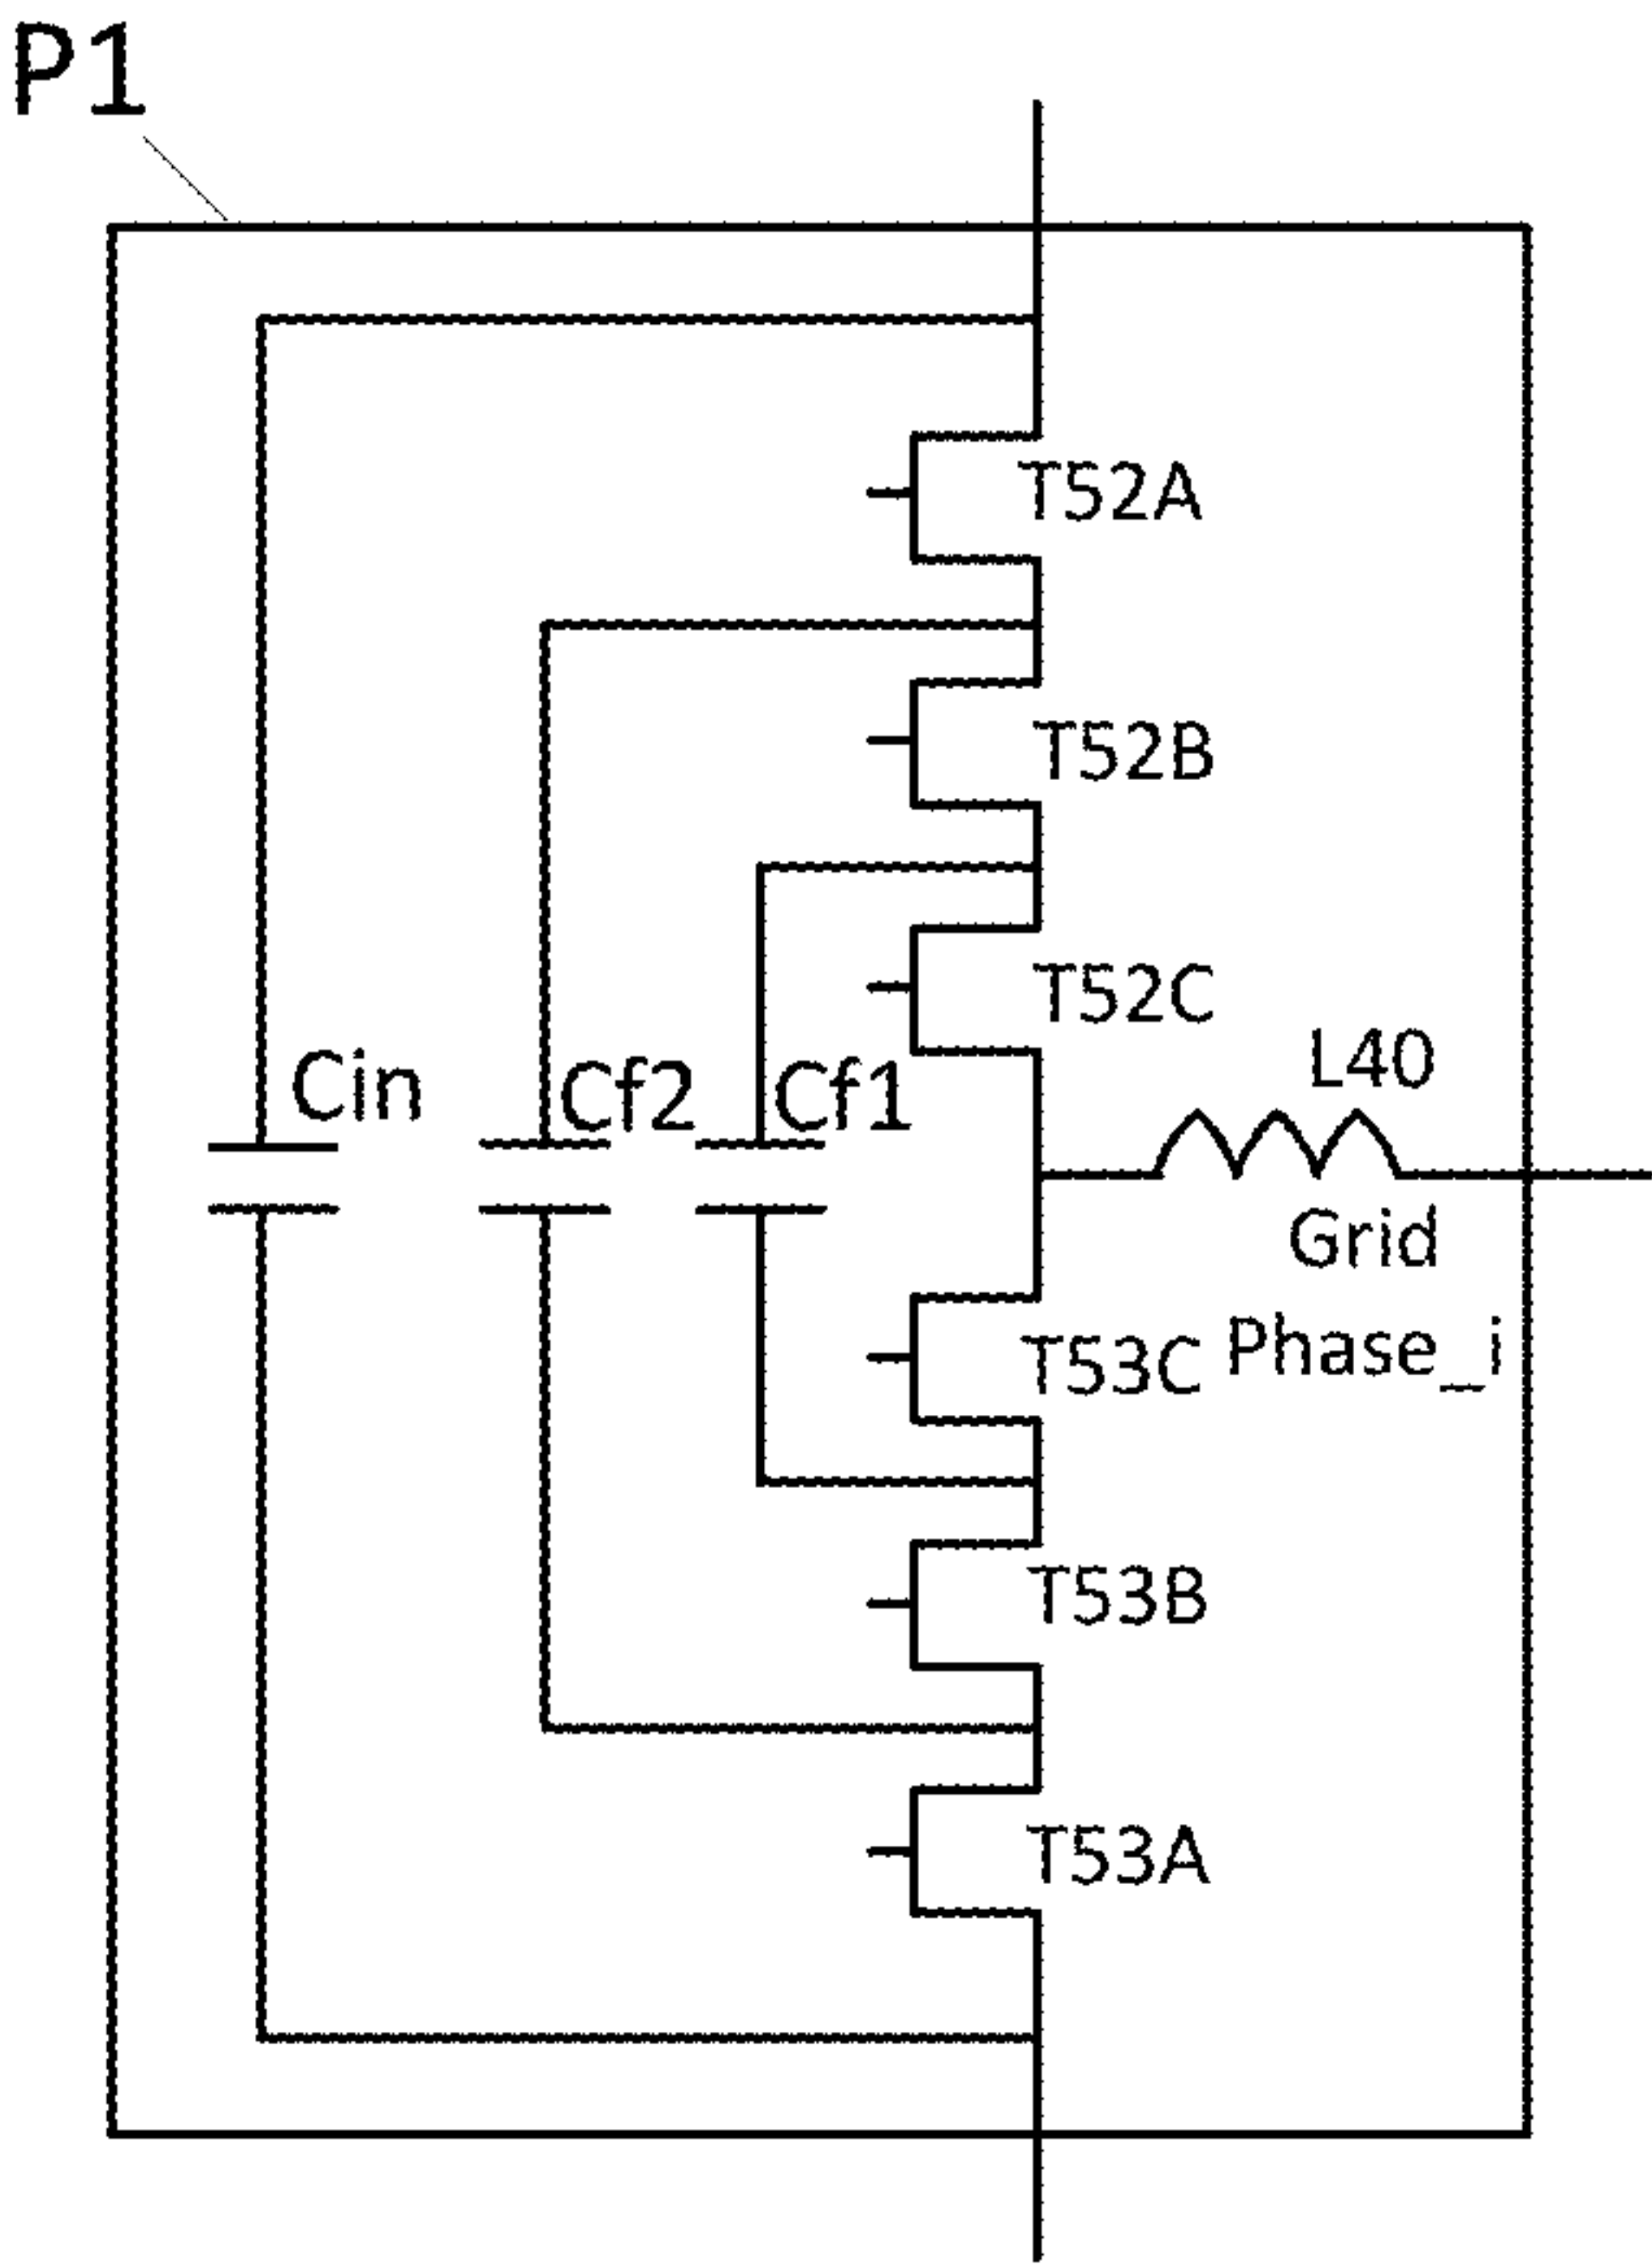 P1
T52A
T52B
T52C
L40
Cin
Cf2
Cf1
Grid
Phase_i
T53C
T53B
T53A